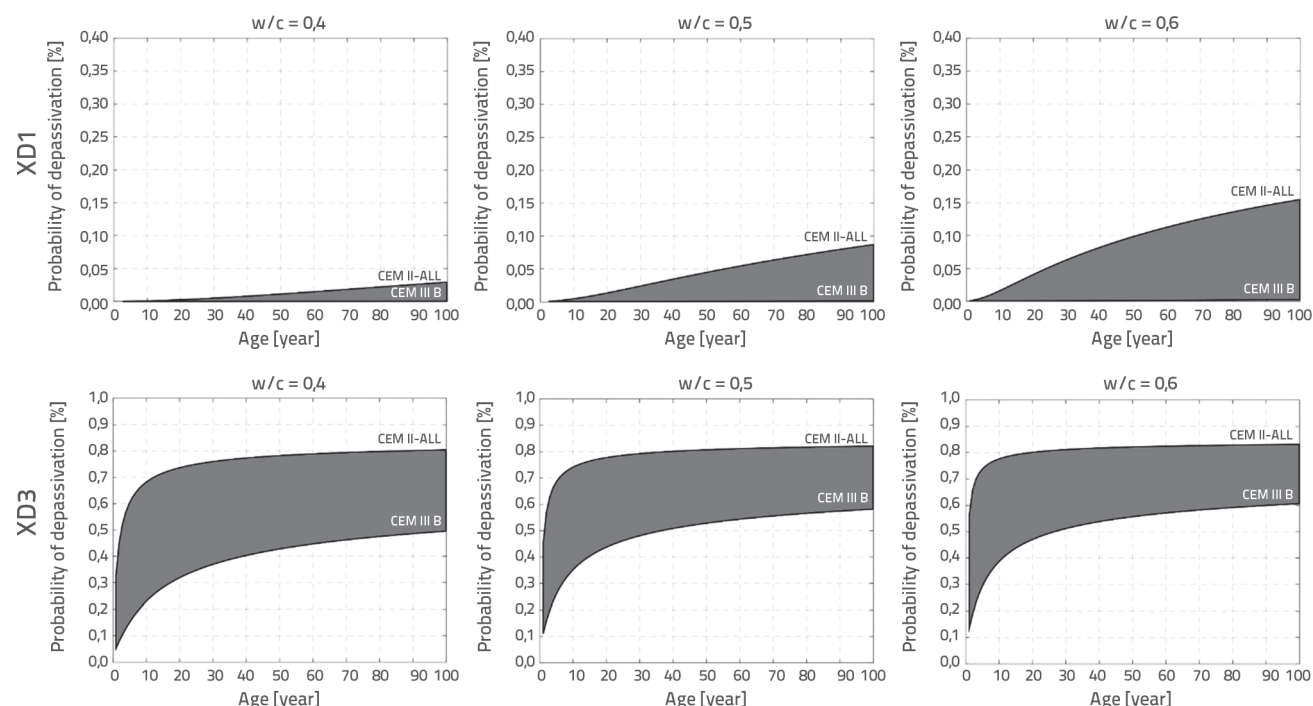 XD1
w/c = 0,4
Probability of depassivation [%]
0,40
0,35
0,30
0,25
0,20
0,15
0,10
0,05
0,00
CEM II-ALL
CEM III B
0 10 20 30 40 50 60 70 80 90 100
Age [year]
w/c = 0,5
Probability of depassivation [%]
0,40
0,35
0,30
0,25
0,20
0,15
0,10
0,05
0,00
CEM II-ALL
CEM III B
0 10 20 30 40 50 60 70 80 90 100
Age [year]
w/c = 0,6
Probability of depassivation [%]
0,40
0,35
0,30
0,25
0,20
0,15
0,10
0,05
0,00
CEM II-ALL
CEM III B
0 10 20 30 40 50 60 70 80 90 100
Age [year]
XD3
w/c = 0,4
Probability of depassivation [%]
1,0
0,9
0,8
0,7
0,6
0,5
0,4
0,3
0,2
0,1
0,0
CEM II-ALL
CEM III B
0 10 20 30 40 50 60 70 80 90 100
Age [year]
w/c = 0,5
Probability of depassivation [%]
1,0
0,9
0,8
0,7
0,6
0,5
0,4
0,3
0,2
0,1
0,0
CEM II-ALL
CEM III B
0 10 20 30 40 50 60 70 80 90 100
Age [year]
w/c = 0,6
Probability of depassivation [%]
1,0
0,9
0,8
0,7
0,6
0,5
0,4
0,3
0,2
0,1
0,0
CEM II-ALL
CEM III B
0 10 20 30 40 50 60 70 80 90 100
Age [year]